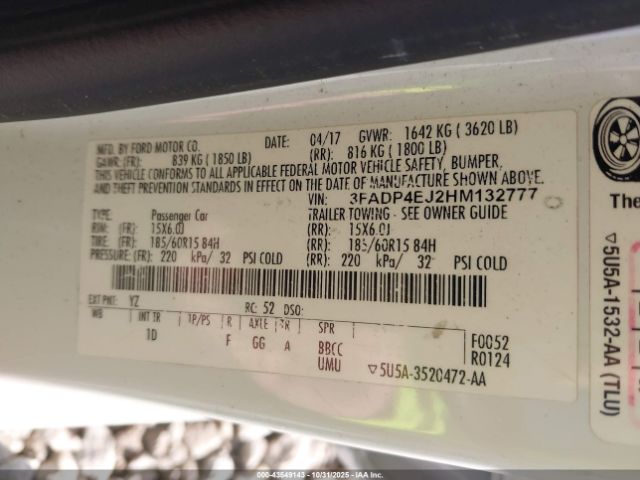 MFD. BY FORD MOTOR CO.
DATE: 04/17 GVWR: 1642 KG ( 3620 LB)
GAWR: (FR): 839 KG ( 1850 LB) (RR): 816 KG ( 1800 LB)
THIS VEHICLE CONFORMS TO ALL APPLICABLE FEDERAL MOTOR VEHICLE SAFETY, BUMPER,
AND THEFT PREVENTION STANDARDS IN EFFECT ON THE DATE OF MANUFACTURE SHOWN ABOVE.
VIN: 3FADP4EJ2HM132777
TYPE: Passenger Car TRAILER TOWING - SEE OWNER GUIDE
RIM: (FR) 15X6.0J (RR): 15X6.0J
TIRE: (FR) 185/60R15 84H (RR): 185/60R15 84H
PRESSURE: (FR) 220 kPa/ 32 PSI COLD (RR): 220 kPa/ 32 PSI COLD
EXT PNT: YZ RC: 52 DSO:
WB INT TR TP/PS R AXLE TR SPR
1D F GG A BBCC
UMU
F0052
R0124
▽5U5A-3520472-AA
The
▽5U5A-1532-AA (TLU)
000-43549143 - 10/31/2025 - IAA Inc.